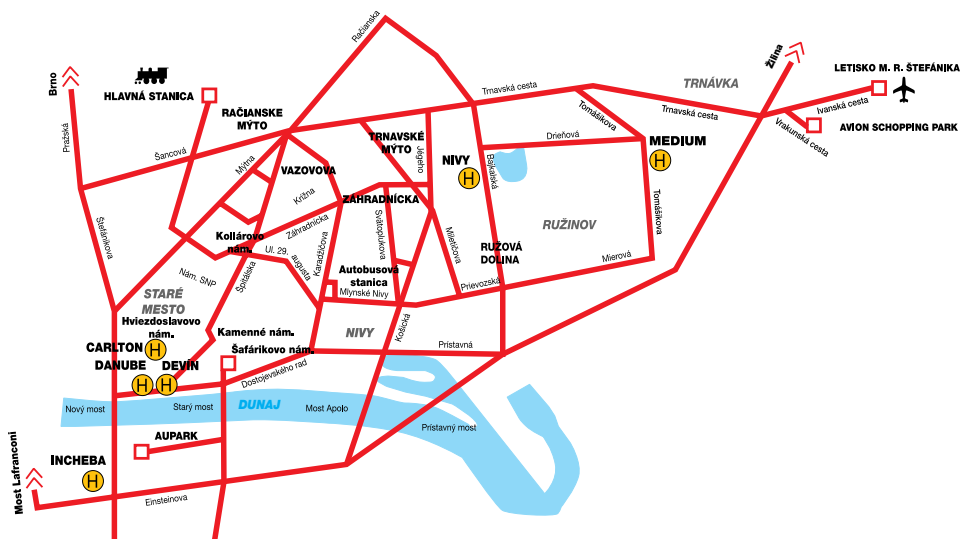 Račianska
Žilina
Brno
HLAVNÁ STANICA
LETISKO M. R. ŠTEFÁNIKA
TRNÁVKA
Trnavská cesta
Tomášikova
Trnavská cesta
Ivanská cesta
Vrakunská cesta
AVION SCHOPPING PARK
RAČIANSKE
MÝTO
Pražská
Šancová
TRNAVSKÉ
MÝTO
Jégeho
Drieňová
MEDIUM
H
NIVY
H
Bajkalská
Mýtna
VAZOVOVA
Krížna
ZÁHRADNÍCKA
Tomášikova
Štefánikova
Kollárovo
nám.
Záhradnícka
Ul. 29.
augusta
Karadžičova
Svätoplukova
Miletičova
RUŽINOV
RUŽOVÁ
DOLINA
Mierová
Nám. SNP
Špitálska
Autobusová
stanica
Mlynské Nivy
Prievozská
STARÉ
MESTO
Hviezdoslavovo
nám.
Kamenné nám.
Šafárikovo nám.
NIVY
Košická
Prístavná
CARLTON
H
DANUBE
H
DEVÍN
H
Dostojevského rad
Nový most
Starý most
DUNAJ
Most Apolo
Prístavný most
AUPARK
INCHEBA
H
Most Lafranconi
Einsteinova